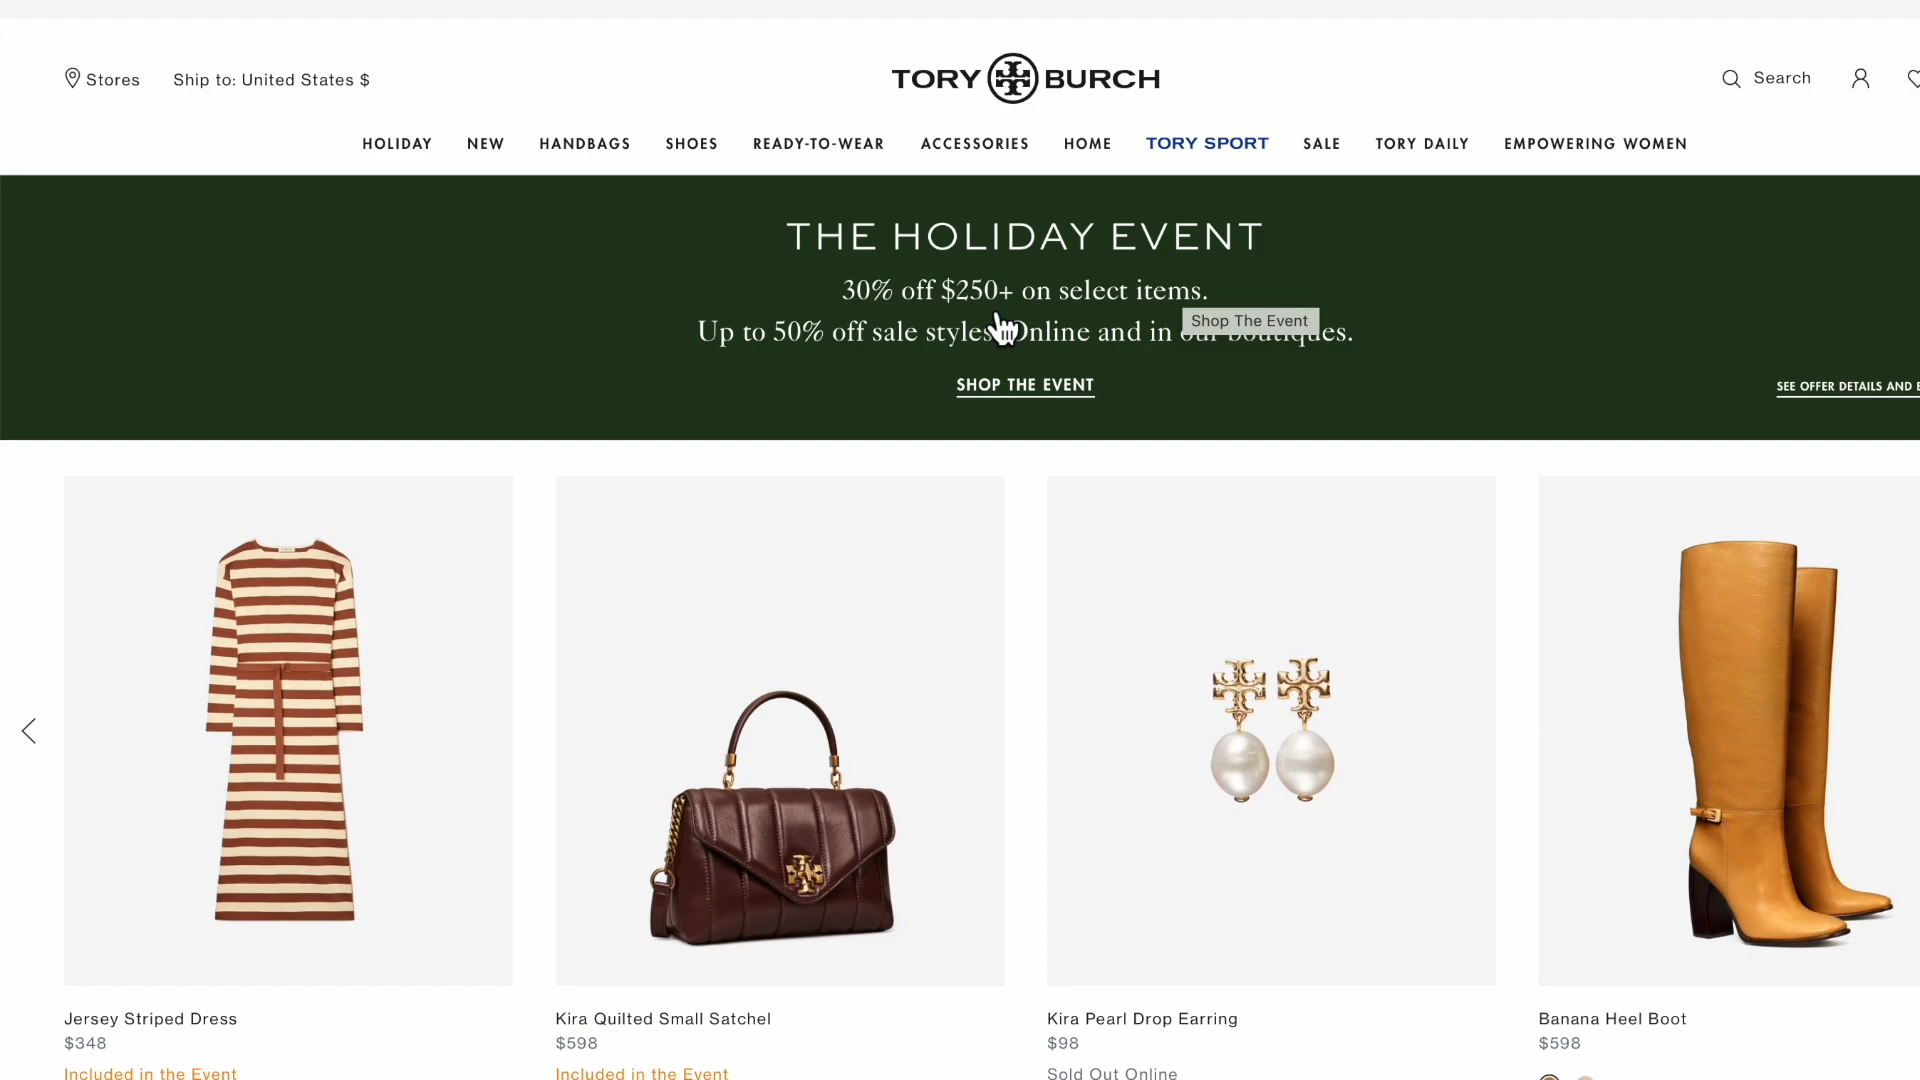 Stores
Ship to: United States $
TORY BURCH
Search
HOLIDAY NEW HANDBAGS SHOES READY-TO-WEAR ACCESSORIES HOME TORY SPORT SALE TORY DAILY EMPOWERING WOMEN
THE HOLIDAY EVENT
30% off $250+ on select items.
Up to 50% off sale styles Online and in our boutiques.
Shop The Event
SHOP THE EVENT
SEE OFFER DETAILS AND
Jersey Striped Dress
$348
Included in the Event
Kira Quilted Small Satchel
$598
Included in the Event
Kira Pearl Drop Earring
$98
Sold Out Online
Banana Heel Boot
$598